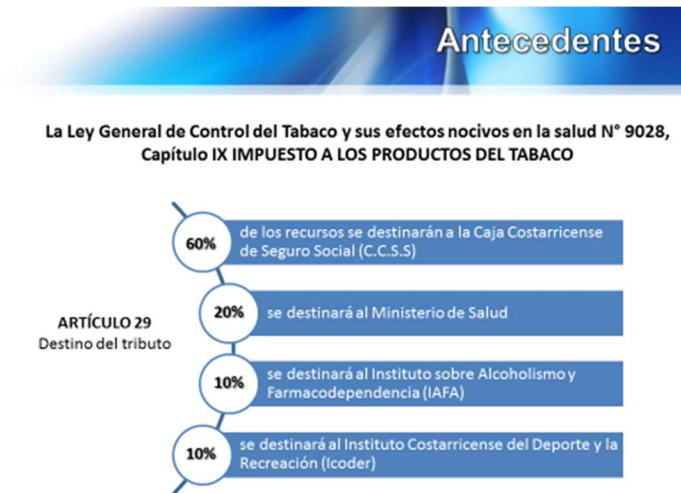 Antecedentes
La Ley General de Control del Tabaco y sus efectos nocivos en la salud N° 9028,
Capítulo IX IMPUESTO A LOS PRODUCTOS DEL TABACO
ARTÍCULO 29
Destino del tributo
60%
de los recursos se destinarán a la Caja Costarricense
de Seguro Social (C.C.S.S)
20%
se destinará al Ministerio de Salud
10%
se destinará al Instituto sobre Alcoholismo y
Farmacodependencia (IAFA)
10%
se destinará al Instituto Costarricense del Deporte y la
Recreación (Icoder)